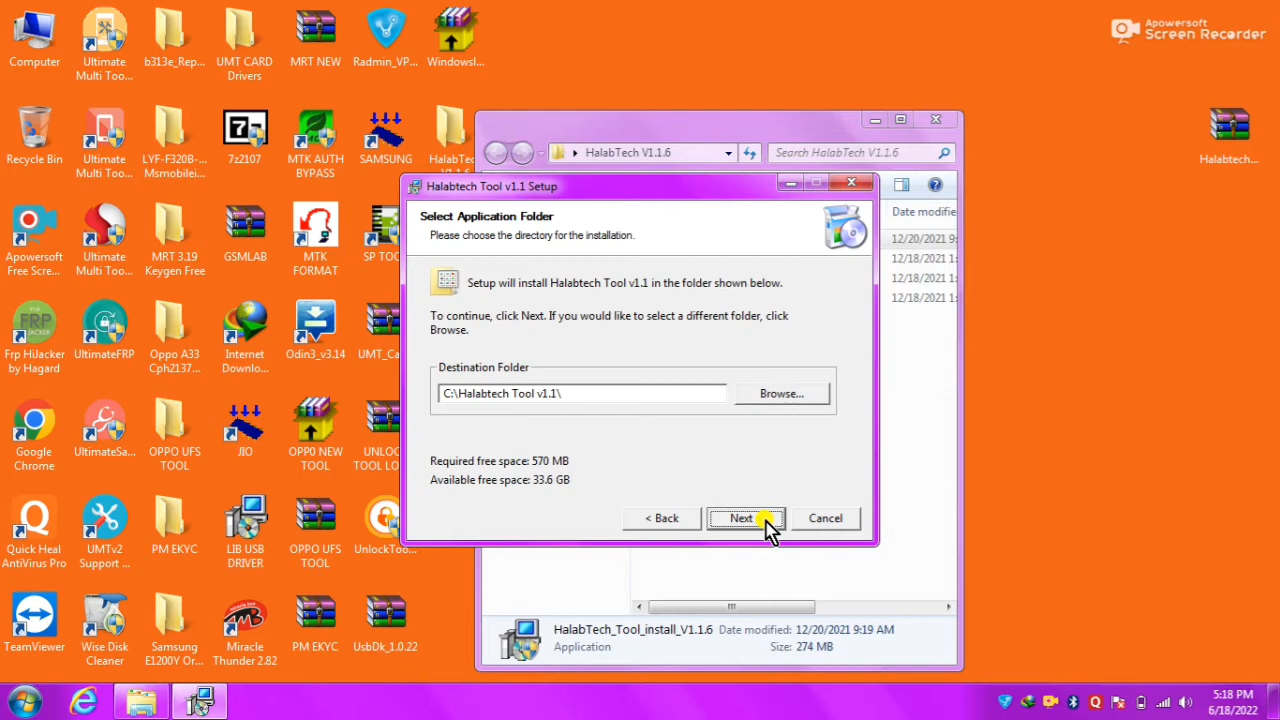 Computer
Ultimate
Multi Too...
b313e_Rep...
UMT CARD
Drivers
MRT NEW
Radmin_VP...
WindowsI...
Apowersoft
Screen Recorder
Recycle Bin
Ultimate
Multi Too...
LYF-F320B-...
Msmobilei...
7z2107
MTK AUTH
BYPASS
SAMSUNG
HalabTec
V1.1.6
Halabtech...
Apowersoft
Free Scre...
Ultimate
Multi Too...
MRT 3.19
Keygen Free
GSMLAB
MTK
FORMAT
SP TOO
Frp HiJacker
by Hagard
UltimateFRP
Oppo A33
Cph2137...
Internet
Downlo...
Odin3_v3.14
UMT_Ca
Google
Chrome
UltimateSa...
OPPO UFS
TOOL
JIO
OPP0 NEW
TOOL
UNLOC
TOOL LO
Quick Heal
AntiVirus Pro
UMTv2
Support ...
PM EKYC
LIB USB
DRIVER
OPPO UFS
TOOL
UnlockToo...
TeamViewer
Wise Disk
Cleaner
Samsung
E1200Y Or...
Miracle
Thunder 2.82
PM EKYC
UsbDk_1.0.22
HalabTech V1.1.6
Search HalabTech V1.1.6
Date modifie
12/20/2021 9:
12/18/2021 1:
12/18/2021 1:
12/18/2021 1:
Halabtech Tool v1.1 Setup
Select Application Folder
Please choose the directory for the installation.
Setup will install Halabtech Tool v1.1 in the folder shown below.
To continue, click Next. If you would like to select a different folder, click
Browse.
Destination Folder
C:\Halabtech Tool v1.1\
Browse...
Required free space: 570 MB
Available free space: 33.6 GB
< Back
Next
Cancel
HalabTech_Tool_install_V1.1.6 Date modified: 12/20/2021 9:19 AM
Application Size: 274 MB
5:18 PM
6/18/2022